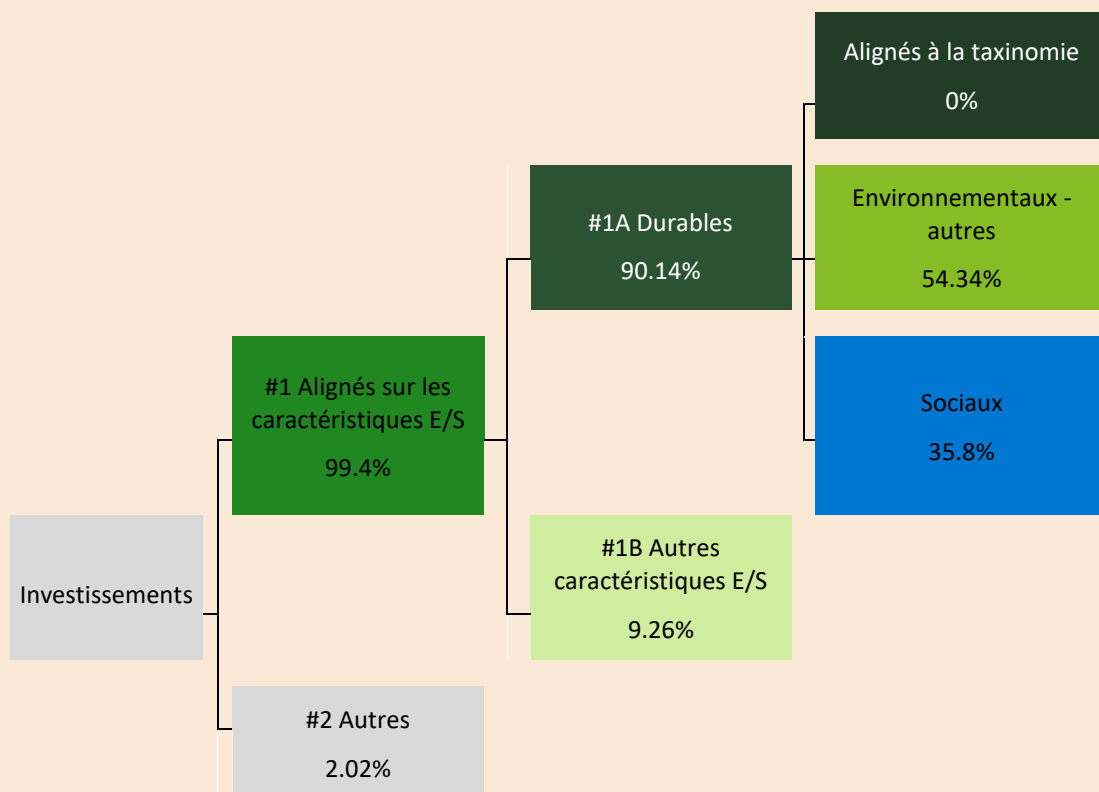 Alignés à la taxinomie
0%
Environnementaux -
autres
54.34%
#1A Durables
90.14%
Sociaux
35.8%
#1 Alignés sur les
caractéristiques E/S
99.4%
#1B Autres
caractéristiques E/S
9.26%
Investissements
#2 Autres
2.02%